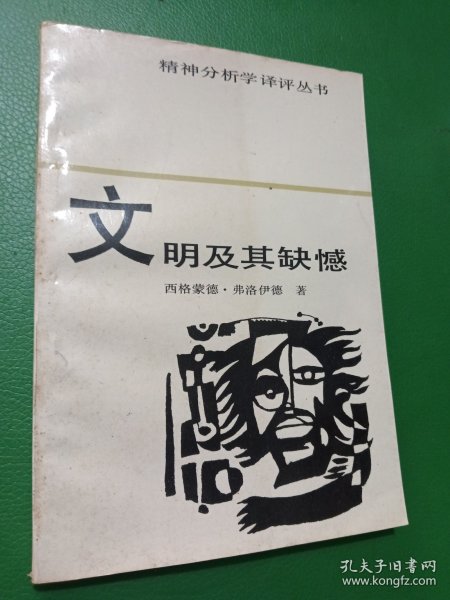 精神分析学译评丛书
文明及其缺憾
西格蒙德·弗洛伊德 著
孔夫子旧书网
www.kongfz.com